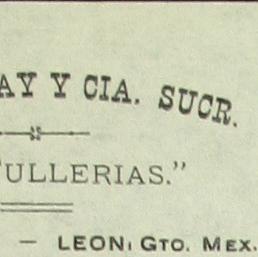 AY Y CIA. SUCR.
ULLERIAS."
— LEON, GTO. MEX.